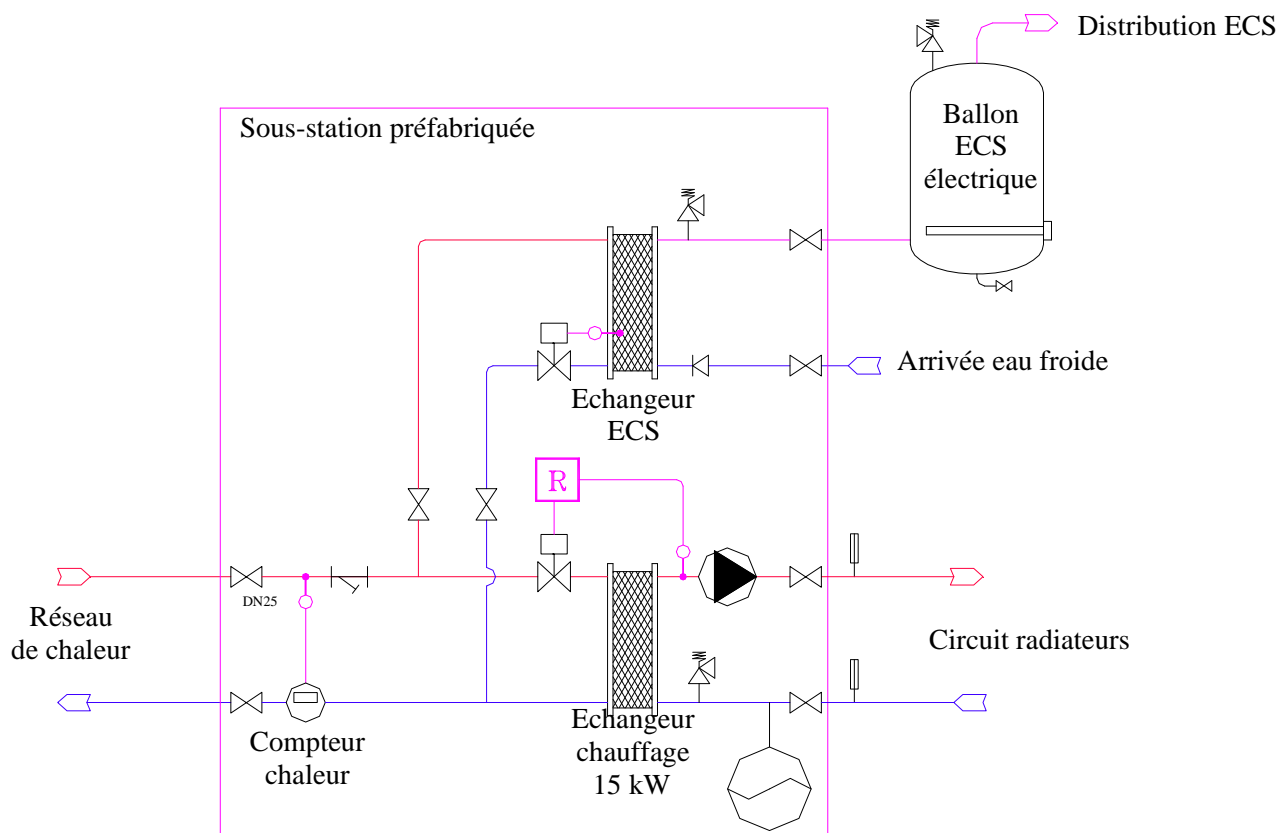 Distribution ECS
Sous-station préfabriquée
Ballon
ECS
électrique
Arrivée eau froide
Echangeur
ECS
R
DN25
Réseau
de chaleur
Circuit radiateurs
Compteur
chaleur
Echangeur
chauffage
15 kW